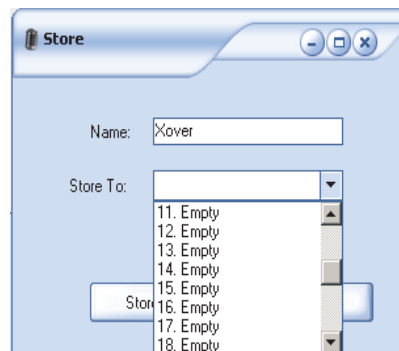 Store
Name: Xover
Store To:
11. Empty
12. Empty
13. Empty
14. Empty
15. Empty
Stor
16. Empty
17. Empty
18. Empty